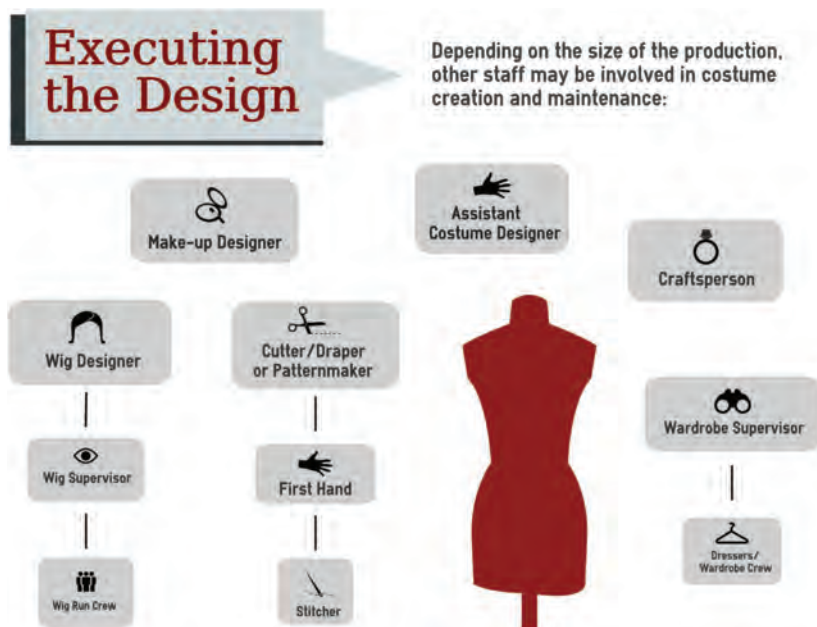 Executing
the Design
Depending on the size of the production,
other staff may be involved in costume
creation and maintenance:
Make-up Designer
Assistant
Costume Designer
Craftsperson
Wig Designer
Cutter/Draper
or Patternmaker
Wardrobe Supervisor
Wig Supervisor
First Hand
Dressers/
Wardrobe Crew
Wig Run Crew
Stitcher